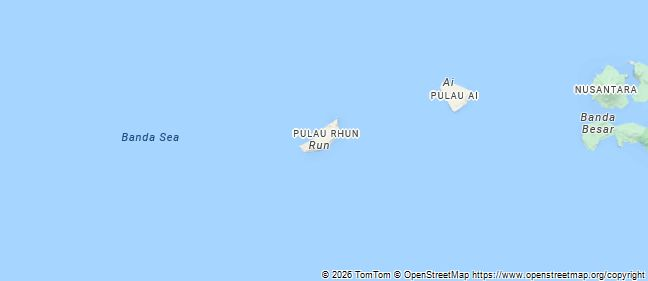 Ai
PULAU AI
NUSANTARA
Banda
Besar
PULAU RHUN
Run
Banda Sea
© 2026 TomTom © OpenStreetMap https://www.openstreetmap.org/copyright